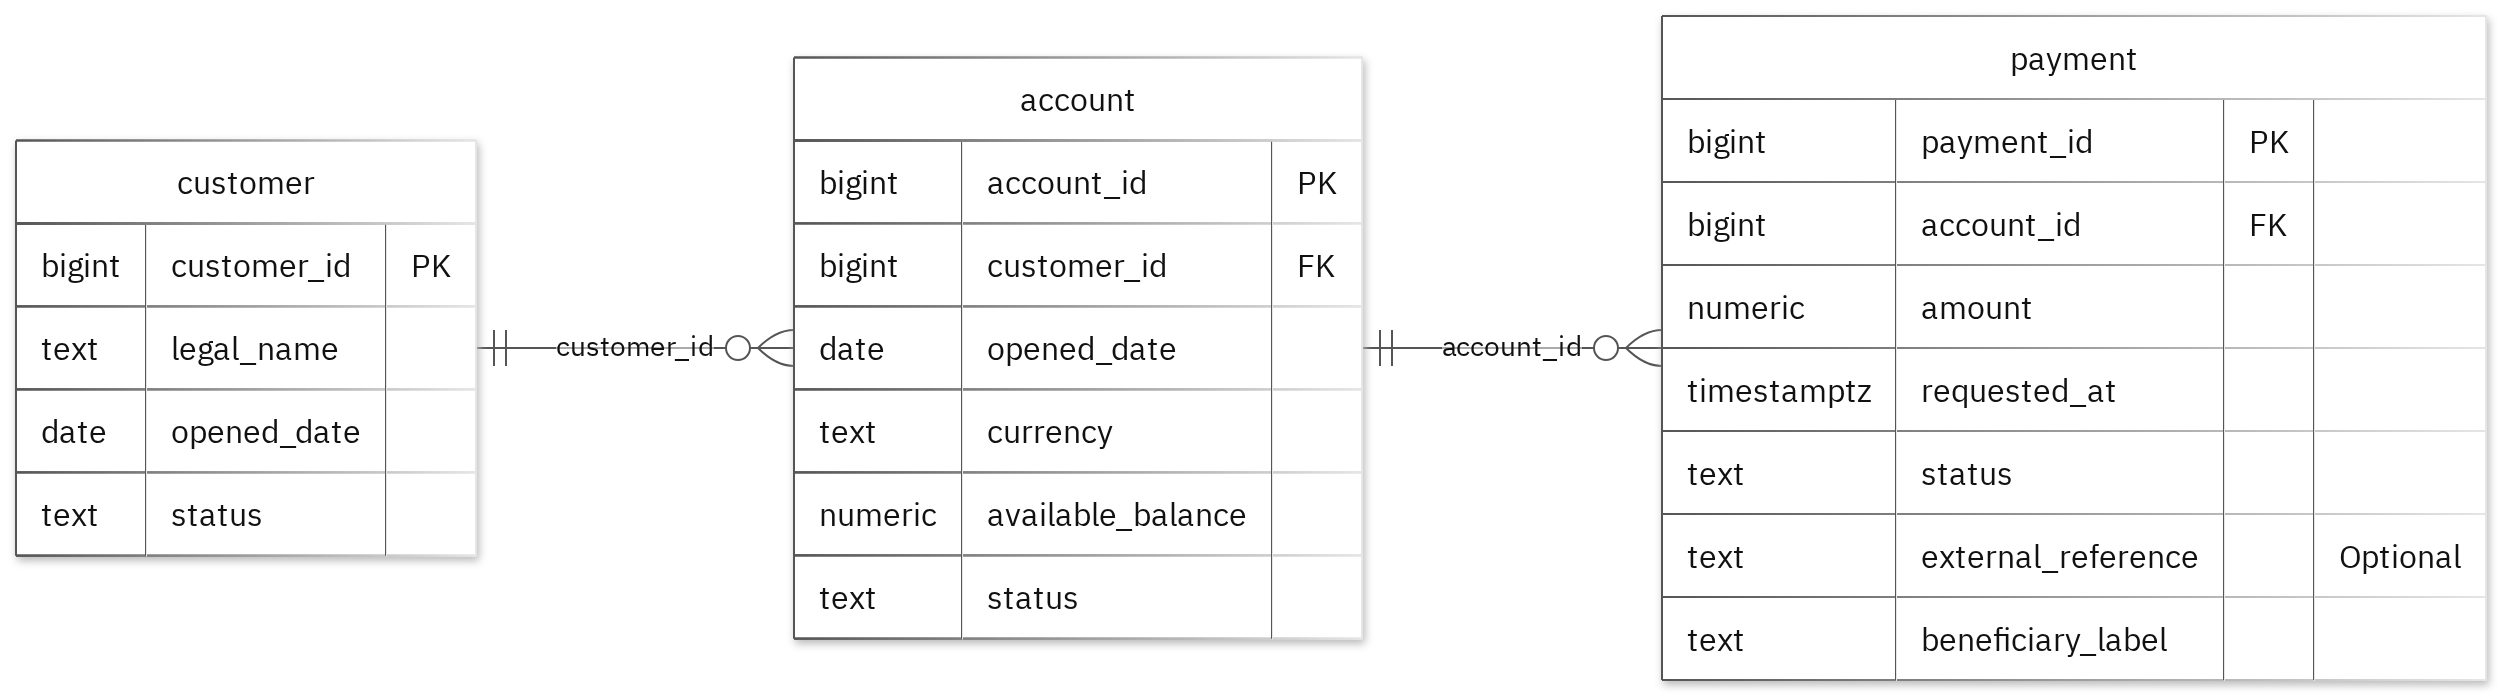 customer
bigint customer_id PK
text legal_name
date opened_date
text status
customer_id
account
bigint account_id PK
bigint customer_id FK
date opened_date
text currency
numeric available_balance
text status
account_id
payment
bigint payment_id PK
bigint account_id FK
numeric amount
timestamptz requested_at
text status
text external_reference Optional
text beneficiary_label